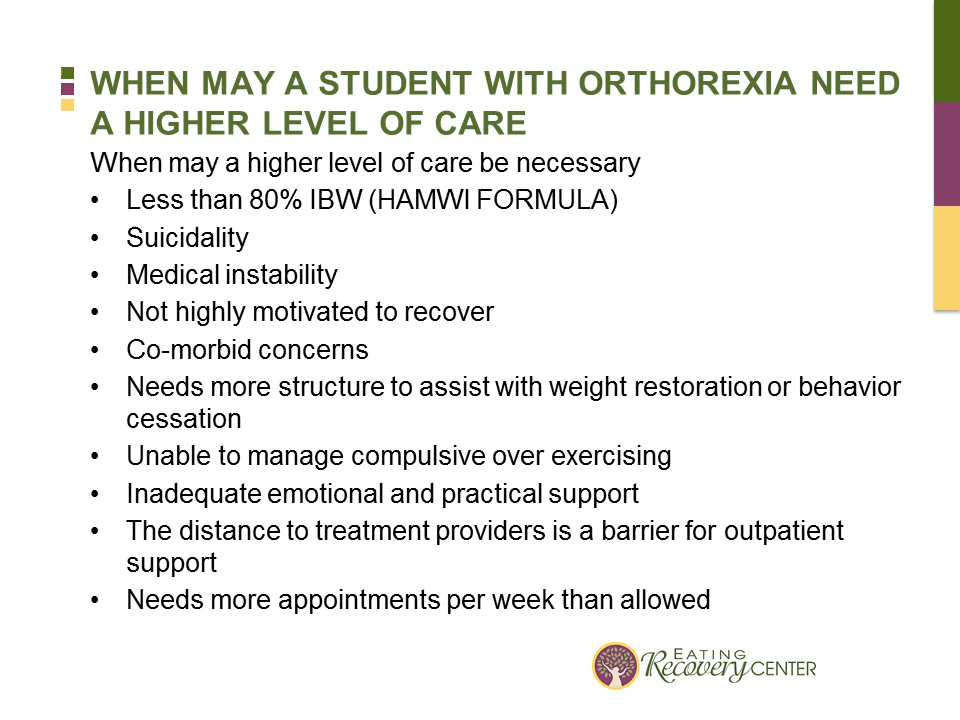 WHEN MAY A STUDENT WITH ORTHOREXIA NEED
A HIGHER LEVEL OF CARE
When may a higher level of care be necessary
• Less than 80% IBW (HAMWI FORMULA)
• Suicidality
• Medical instability
• Not highly motivated to recover
• Co-morbid concerns
• Needs more structure to assist with weight restoration or behavior
cessation
• Unable to manage compulsive over exercising
• Inadequate emotional and practical support
• The distance to treatment providers is a barrier for outpatient
support
• Needs more appointments per week than allowed
EATING
Recovery CENTER